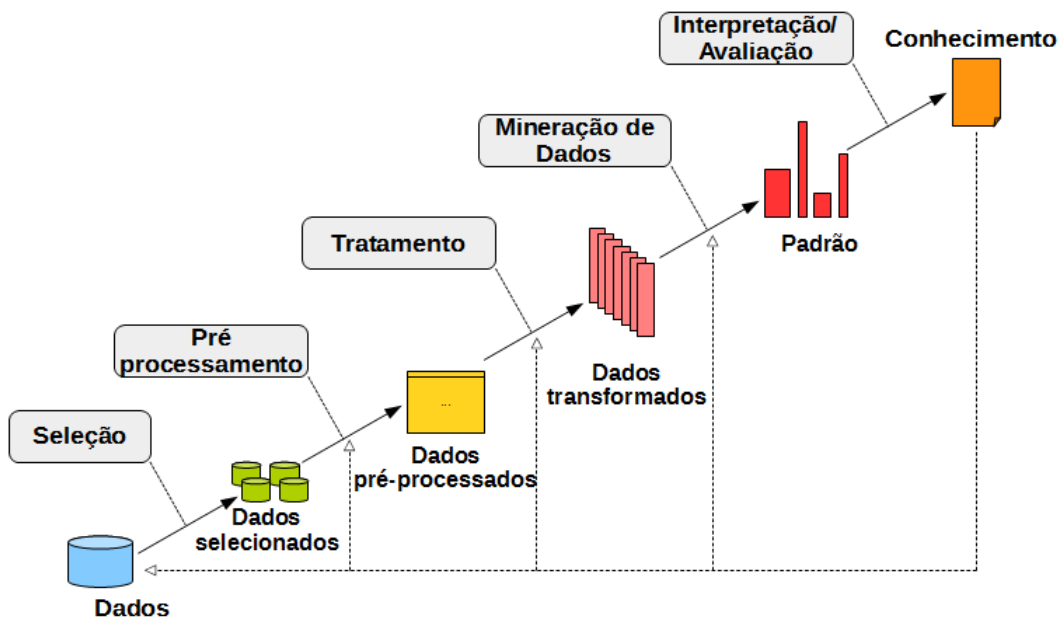 Interpretação/
Avaliação
Conhecimento
Mineração de
Dados
Padrão
Tratamento
Dados
transformados
Pré
processamento
...
Dados
pré-processados
Seleção
Dados
selecionados
Dados